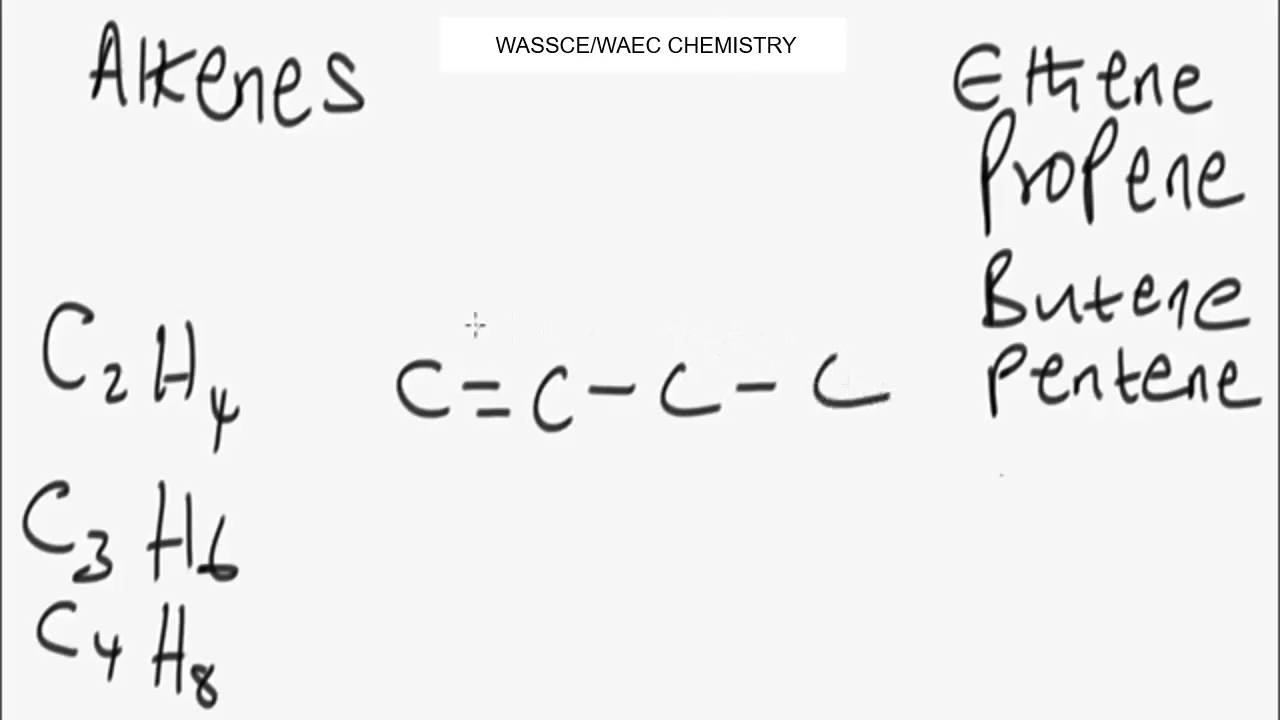 WASSCE/WAEC CHEMISTRY
Alkenes
Ethene
Propene
Butene
Pentene
C₂H₄
C=C-C-C
C₃H₆
C₄H₈